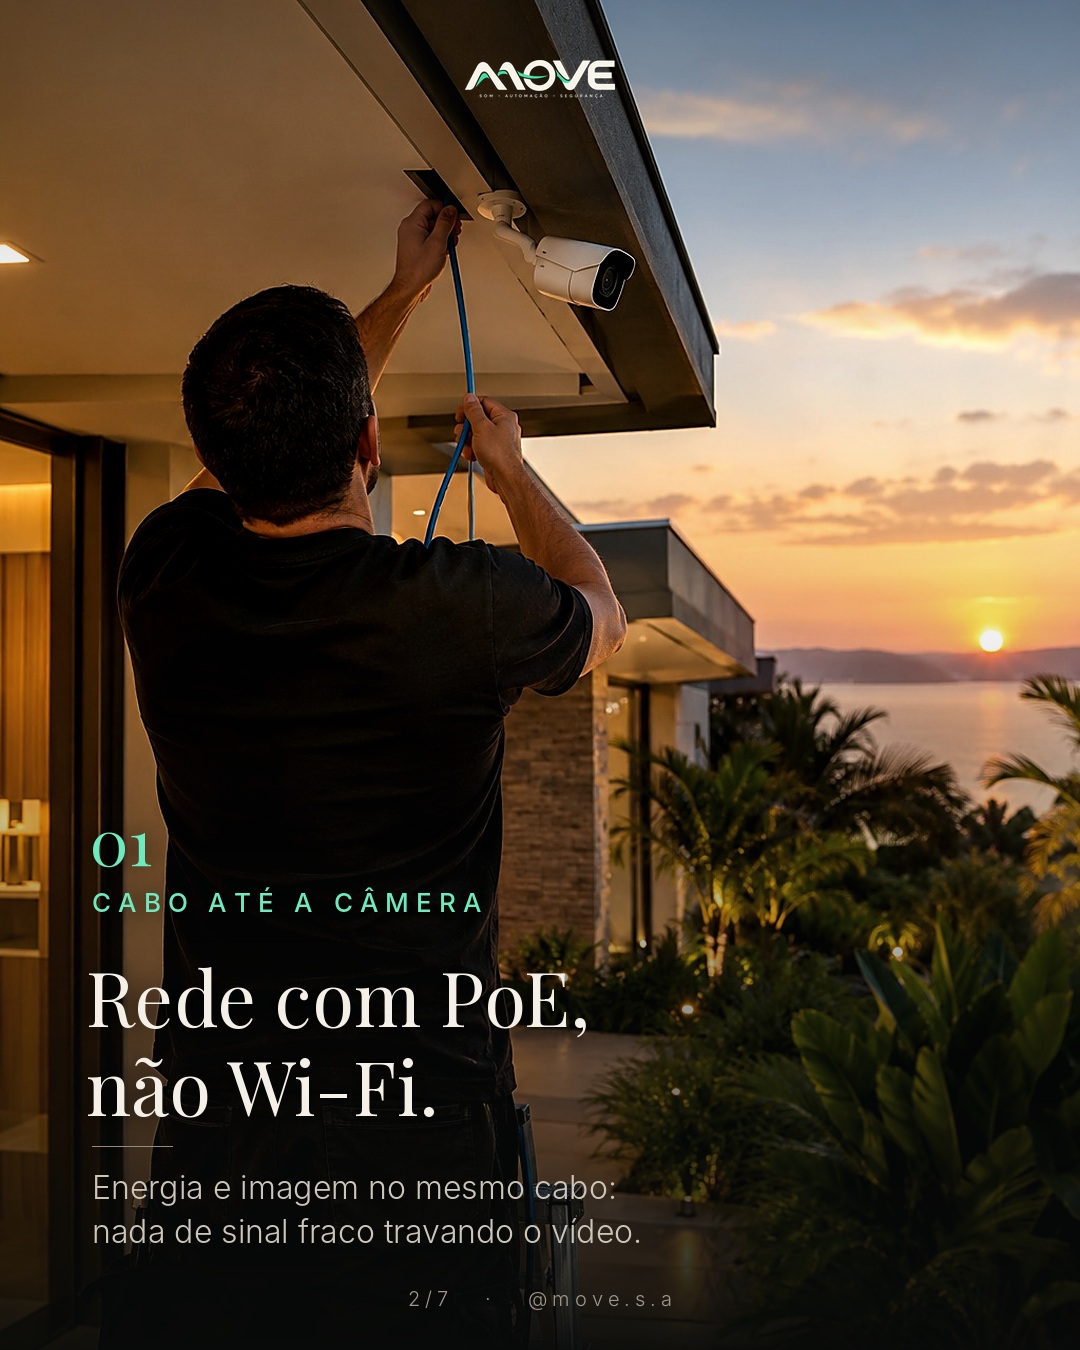 MOVE
SOM · AUTOMAÇÃO · SEGURANÇA
01
CABO ATÉ A CÂMERA
Rede com PoE,
não Wi-Fi.
Energia e imagem no mesmo cabo:
nada de sinal fraco travando o vídeo.
2/7 · @move.s.a